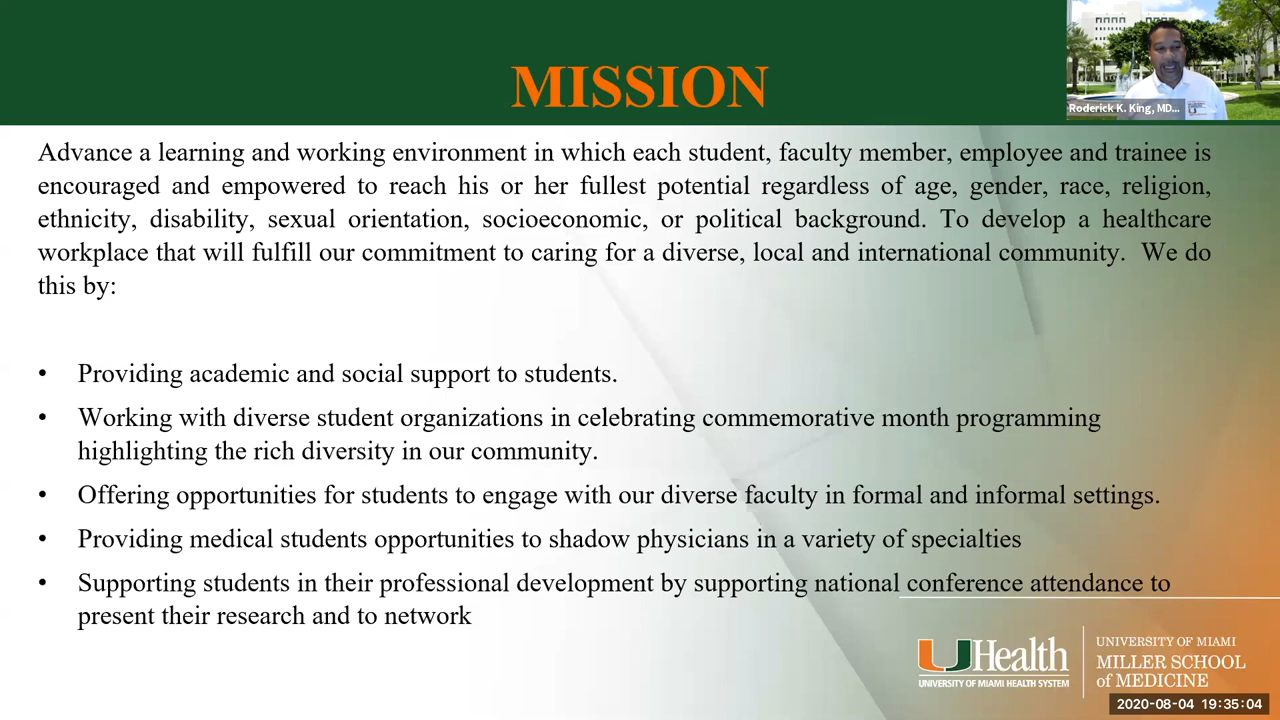 MISSION
Roderick K. King, MD...
Advance a learning and working environment in which each student, faculty member, employee and trainee is
encouraged and empowered to reach his or her fullest potential regardless of age, gender, race, religion,
ethnicity, disability, sexual orientation, socioeconomic, or political background. To develop a healthcare
workplace that will fulfill our commitment to caring for a diverse, local and international community. We do
this by:
• Providing academic and social support to students.
• Working with diverse student organizations in celebrating commemorative month programming
highlighting the rich diversity in our community.
• Offering opportunities for students to engage with our diverse faculty in formal and informal settings.
• Providing medical students opportunities to shadow physicians in a variety of specialties
• Supporting students in their professional development by supporting national conference attendance to
present their research and to network
UHealth
UNIVERSITY OF MIAMI HEALTH SYSTEM
UNIVERSITY OF MIAMI
MILLER SCHOOL
of MEDICINE
2020-08-04 19:35:04